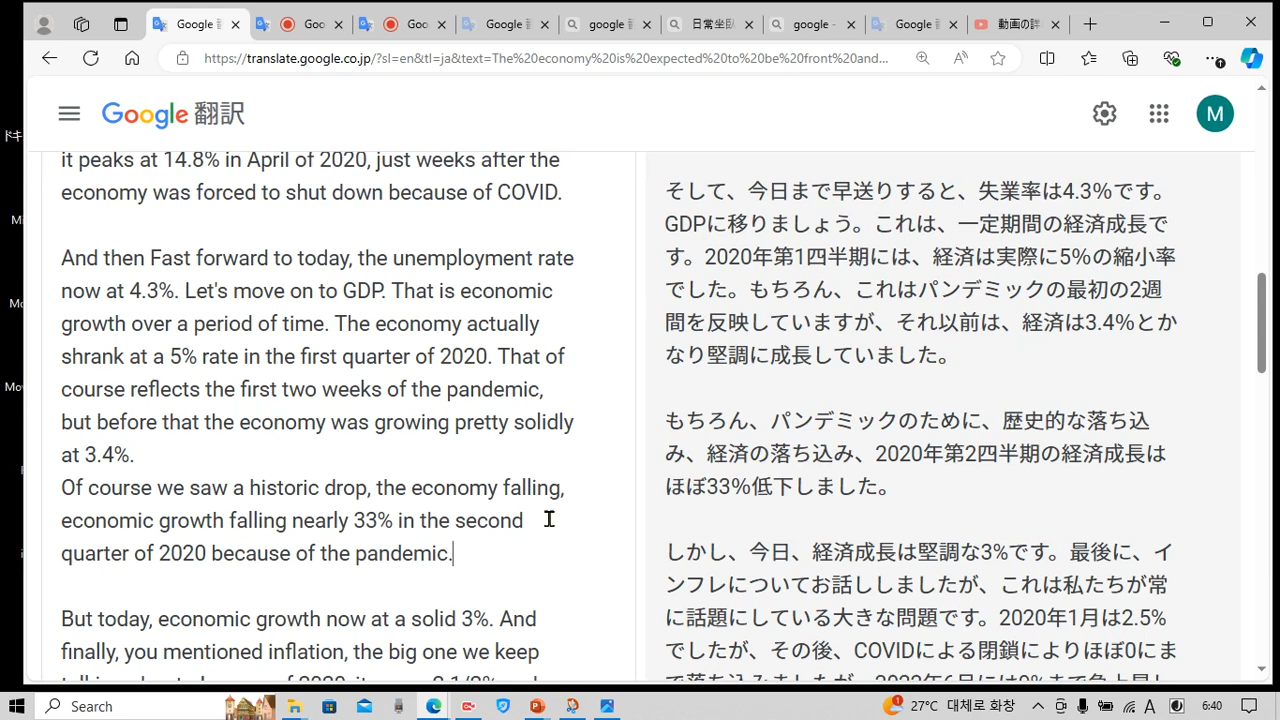 Google 翻
Goo
Goo
Google
google
日常坐臥
google -
Google
動画の詳
https://translate.google.co.jp/?sl=en&tl=ja&text=The%20economy%20is%20expected%20to%20be%20front%20and...
Google 翻訳
M
it peaks at 14.8% in April of 2020, just weeks after the
economy was forced to shut down because of COVID.
And then Fast forward to today, the unemployment rate
now at 4.3%. Let's move on to GDP. That is economic
growth over a period of time. The economy actually
shrank at a 5% rate in the first quarter of 2020. That of
course reflects the first two weeks of the pandemic,
but before that the economy was growing pretty solidly
at 3.4%.
Of course we saw a historic drop, the economy falling,
economic growth falling nearly 33% in the second
quarter of 2020 because of the pandemic.
But today, economic growth now at a solid 3%. And
finally, you mentioned inflation, the big one we keep
そして、今日まで早送りすると、失業率は4.3%です。
GDPに移りましょう。これは、一定期間の経済成長で
す。2020年第1四半期には、経済は実際に5%の縮小率
でした。もちろん、これはパンデミックの最初の2週
間を反映していますが、それ以前は、経済は3.4%とか
なり堅調に成長していました。
もちろん、パンデミックのために、歴史的な落ち込
み、経済の落ち込み、2020年第2四半期の経済成長は
ほぼ33%低下しました。
しかし、今日、経済成長は堅調な3%です。最後に、イ
ンフレについてお話ししましたが、これは私たちが常
に話題にしている大きな問題です。2020年1月は2.5%
でしたが、その後、COVIDによる閉鎖によりほぼ0にま
ドキ
Mi
Mo
Mov
Search
27°C 대체로 화창
A
6:40